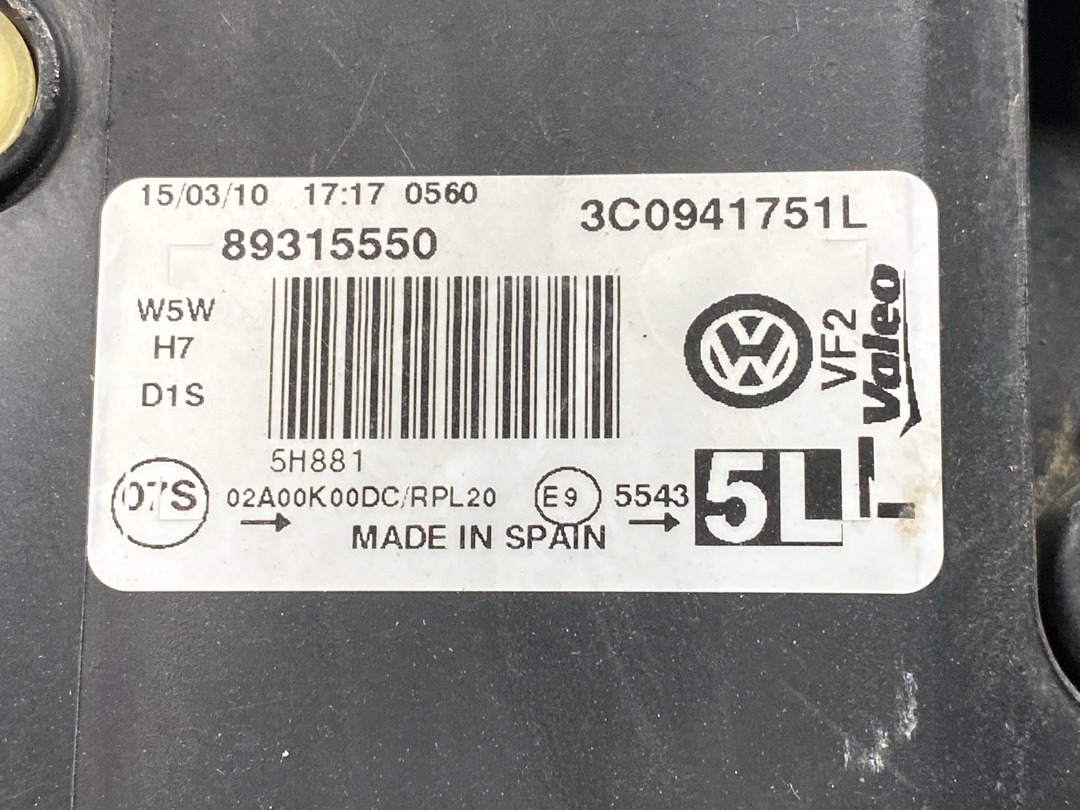 15/03/10 17:17 0560
3C0941751L
89315550
W5W
H7
D1S
VW
VF2
Valeo
5H881
07S
02A00K00DC/RPL20
E9
5543
5L
L
MADE IN SPAIN